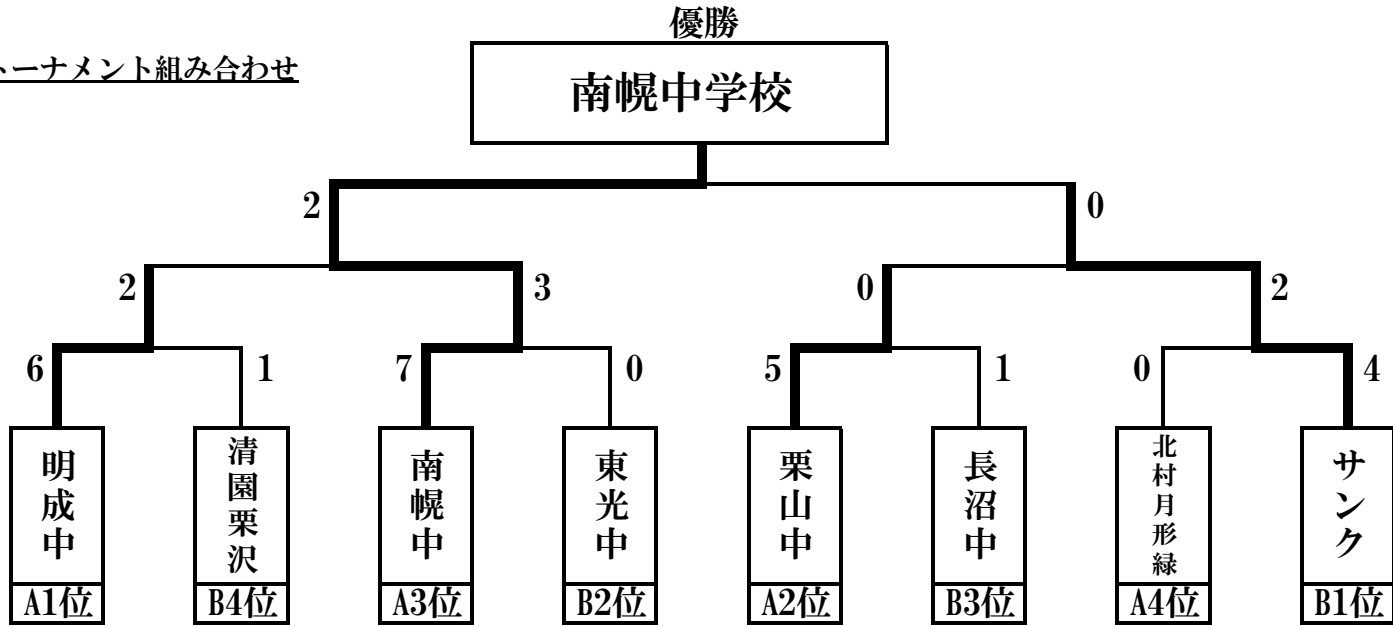 優勝
トーナメント組み合わせ
南幌中学校
2 0
2 3 0 2
6 1 7 0 5 1 0 4
明成中 清園栗沢 南幌中 東光中 栗山中 長沼中 北村月形緑 サンク
A1位 B4位 A3位 B2位 A2位 B3位 A4位 B1位